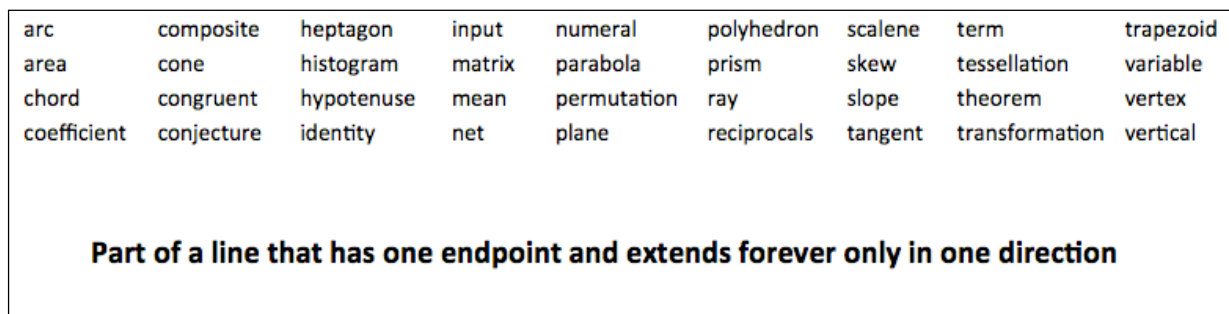 arc composite heptagon input numeral polyhedron scalene term trapezoid
area cone histogram matrix parabola prism skew tessellation variable
chord congruent hypotenuse mean permutation ray slope theorem vertex
coefficient conjecture identity net plane reciprocals tangent transformation vertical
Part of a line that has one endpoint and extends forever only in one direction